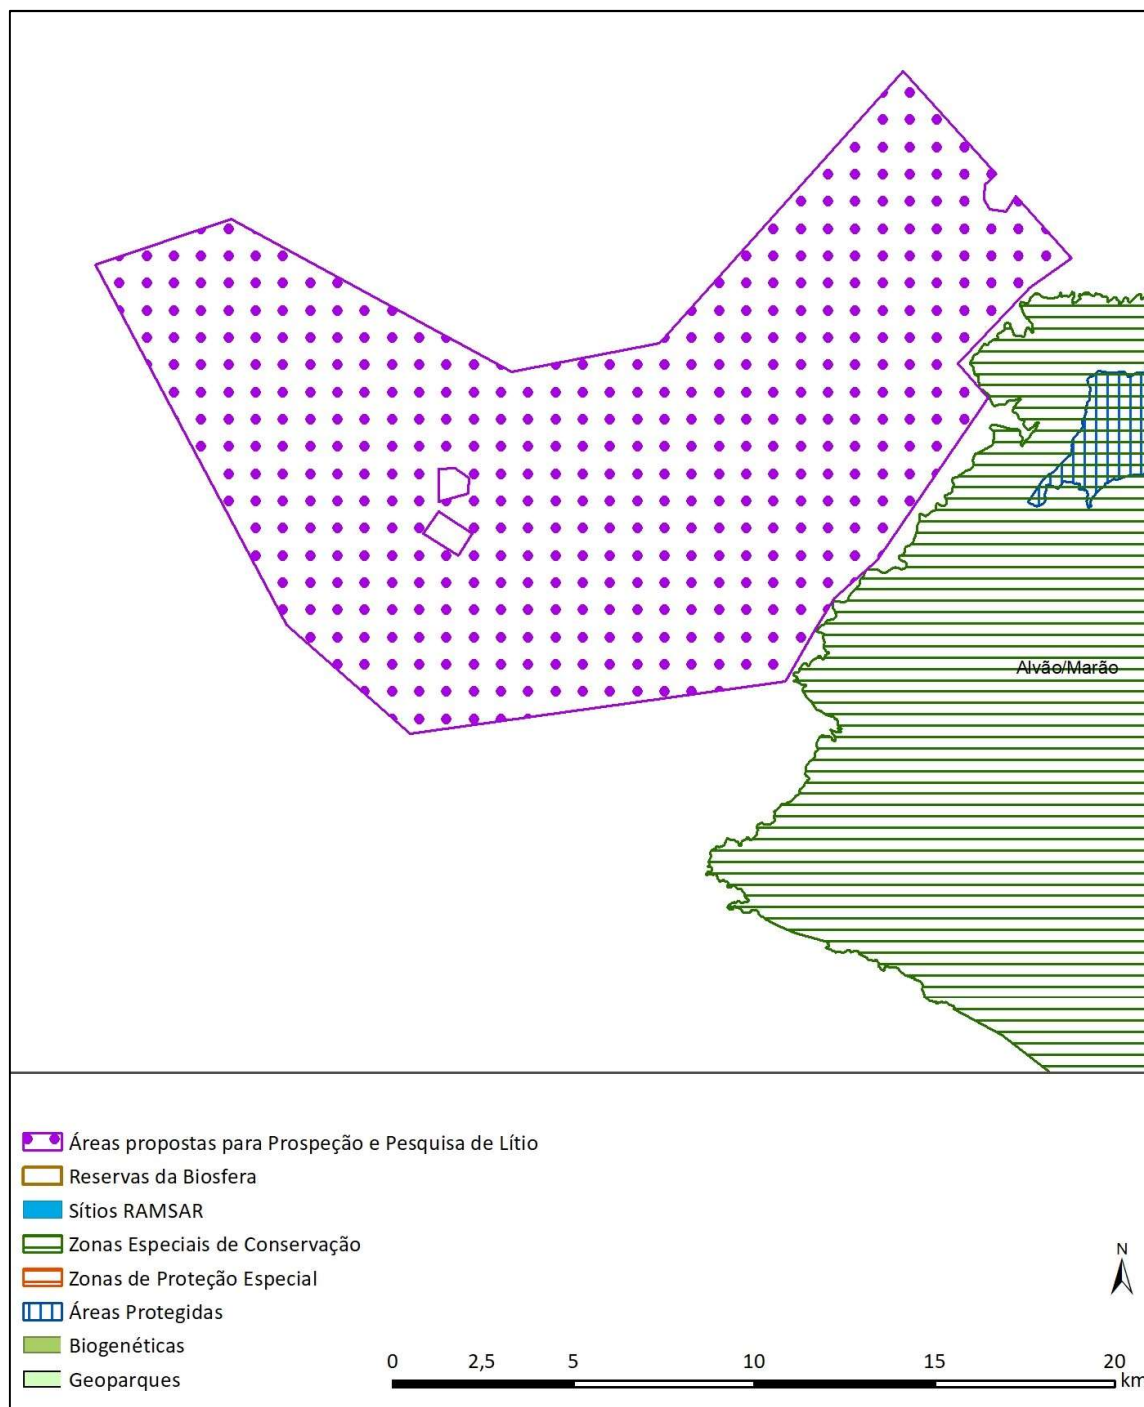 Alvão/Marão
Áreas propostas para Prospeção e Pesquisa de Lítio
Reservas da Biosfera
Sítios RAMSAR
Zonas Especiais de Conservação
Zonas de Proteção Especial
Áreas Protegidas
Biogenéticas
Geoparques
N
0 2,5 5 10 15 20
km